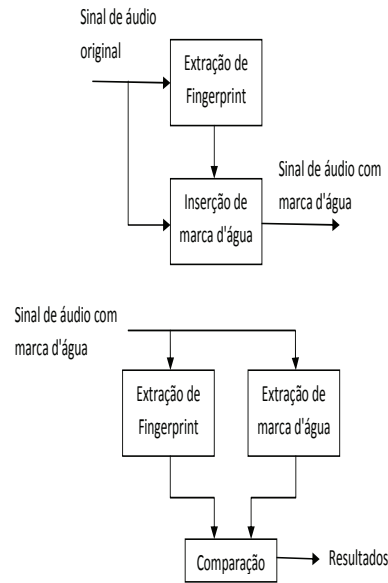 Sinal de áudio
original
Extração de
Fingerprint
Sinal de áudio com
marca d'água
Inserção de
marca d'água
Sinal de áudio com
marca d'água
Extração de
Fingerprint
Extração de
marca d'água
Comparação
Resultados